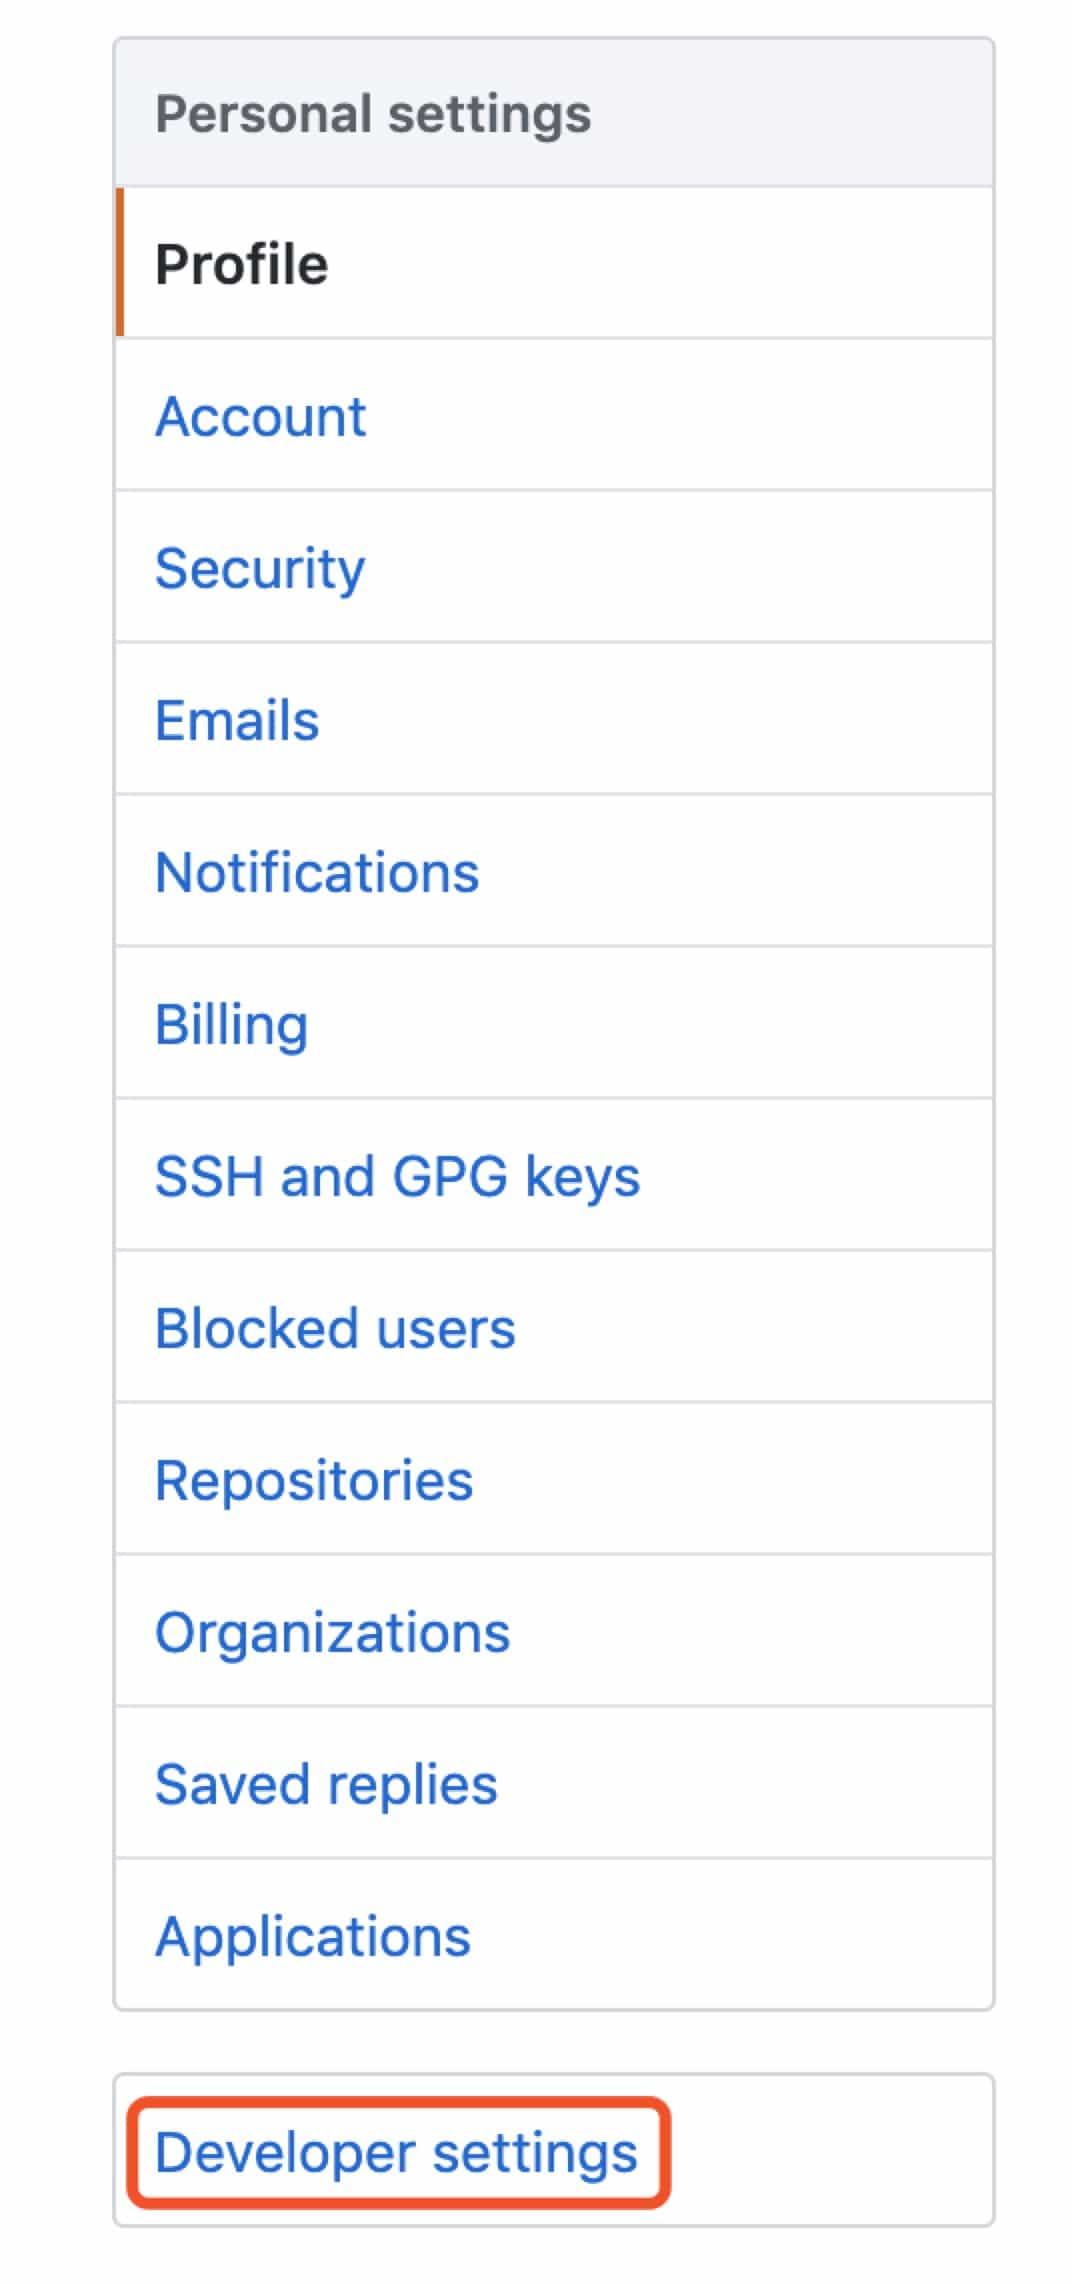 Personal settings
Profile
Account
Security
Emails
Notifications
Billing
SSH and GPG keys
Blocked users
Repositories
Organizations
Saved replies
Applications
Developer settings